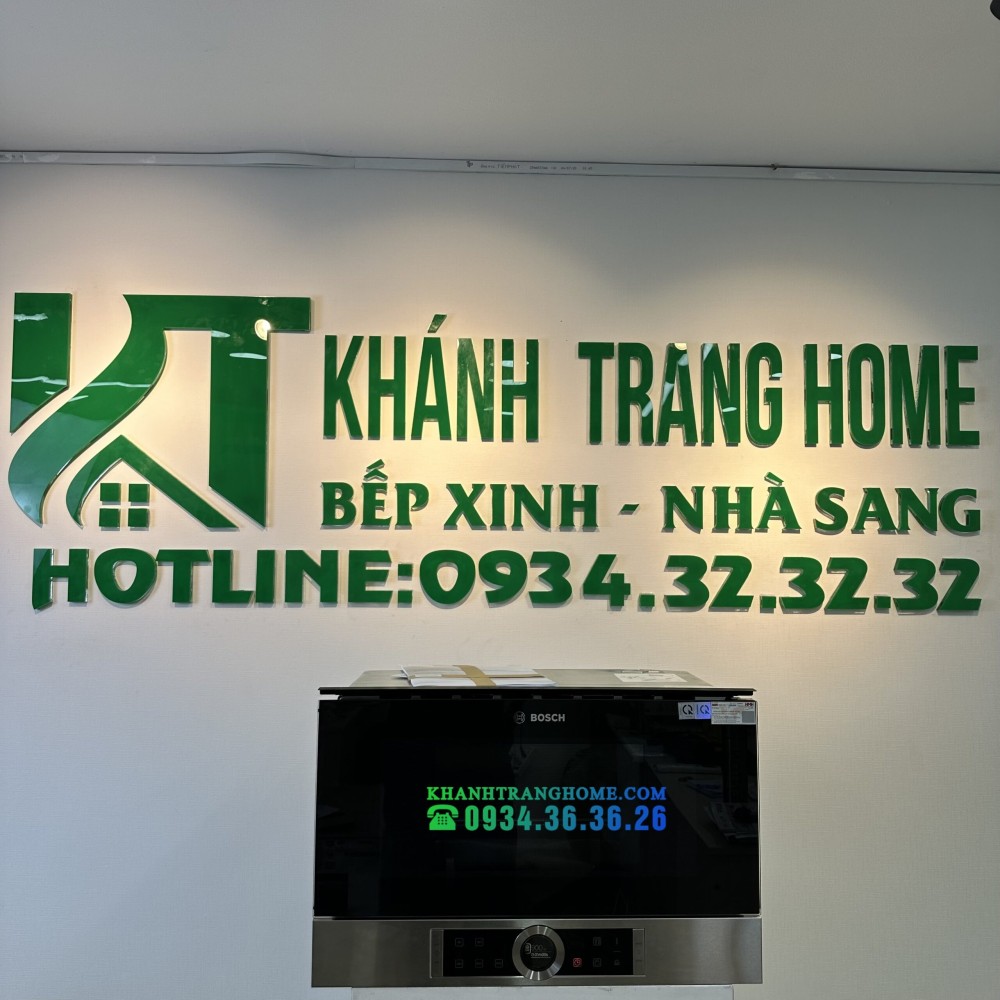 KT
KHÁNH TRANG HOME
BẾP XINH - NHÀ SANG
HOTLINE:0934.32.32.32
BOSCH
KHANHTRANGHOME.COM
0934.36.36.26